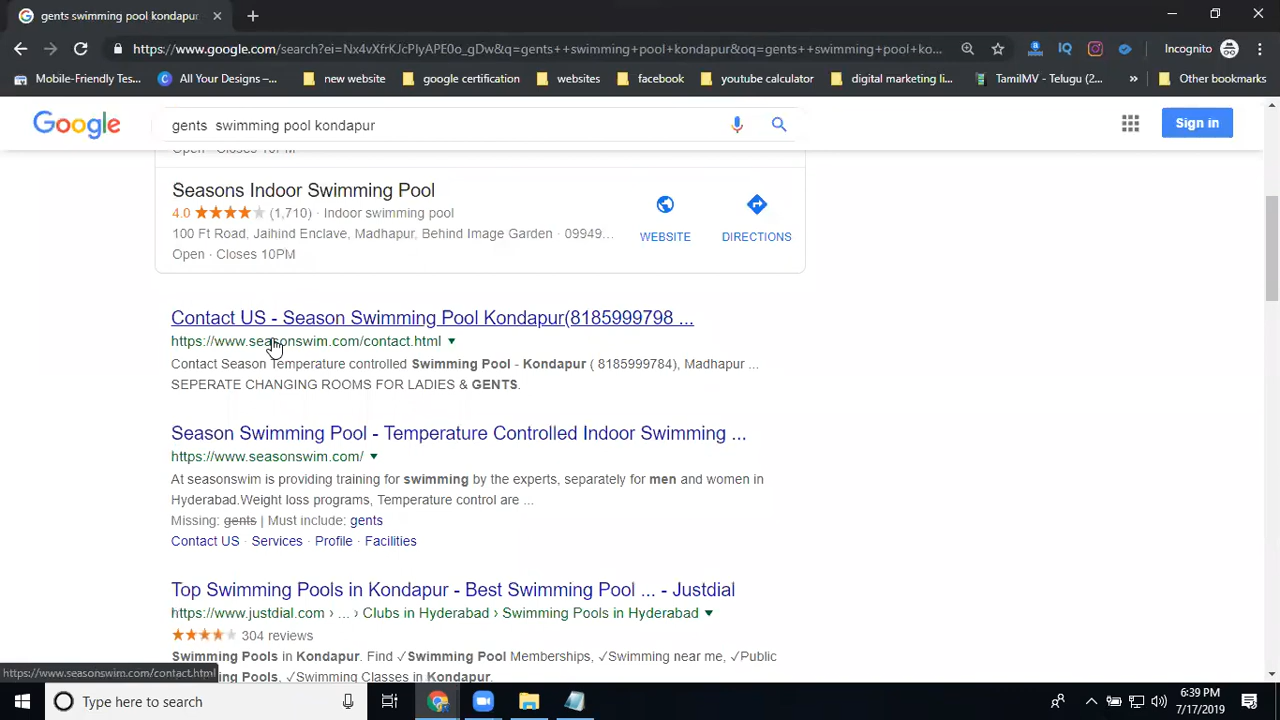 gents swimming pool kondapur
https://www.google.com/search?ei=Nx4vXfrKJcPIyAPE0o_gDw&q=gents++swimming+pool+kondapur&oq=gents++swimming+pool+ko...
Incognito
Mobile-Friendly Tes...
All Your Designs –...
new website
google certification
websites
facebook
youtube calculator
digital marketing li...
TamilMV - Telugu (2...
»
Other bookmarks
Google
gents swimming pool kondapur
Sign in
Open · Closes 10PM
Seasons Indoor Swimming Pool
4.0 ★★★★★ (1,710) · Indoor swimming pool
100 Ft Road, Jaihind Enclave, Madhapur, Behind Image Garden · 09949...
Open · Closes 10PM
WEBSITE
DIRECTIONS
Contact US - Season Swimming Pool Kondapur(8185999798 ...
https://www.seasonswim.com/contact.html
Contact Season Temperature controlled Swimming Pool - Kondapur ( 8185999784), Madhapur ...
SEPERATE CHANGING ROOMS FOR LADIES & GENTS.
Season Swimming Pool - Temperature Controlled Indoor Swimming ...
https://www.seasonswim.com/
At seasonswim is providing training for swimming by the experts, separately for men and women in
Hyderabad.Weight loss programs, Temperature control are ...
Missing: gents | Must include: gents
Contact US · Services · Profile · Facilities
Top Swimming Pools in Kondapur - Best Swimming Pool ... - Justdial
https://www.justdial.com › ... › Clubs in Hyderabad › Swimming Pools in Hyderabad
304 reviews
Swimming Pools in Kondapur. Find ✓Swimming Pool Memberships, ✓Swimming near me, ✓Public
https://www.seasonswim.com/contact.html
Pools, ✓Swimming Classes in Kondapur.
Type here to search
6:39 PM
7/17/2019